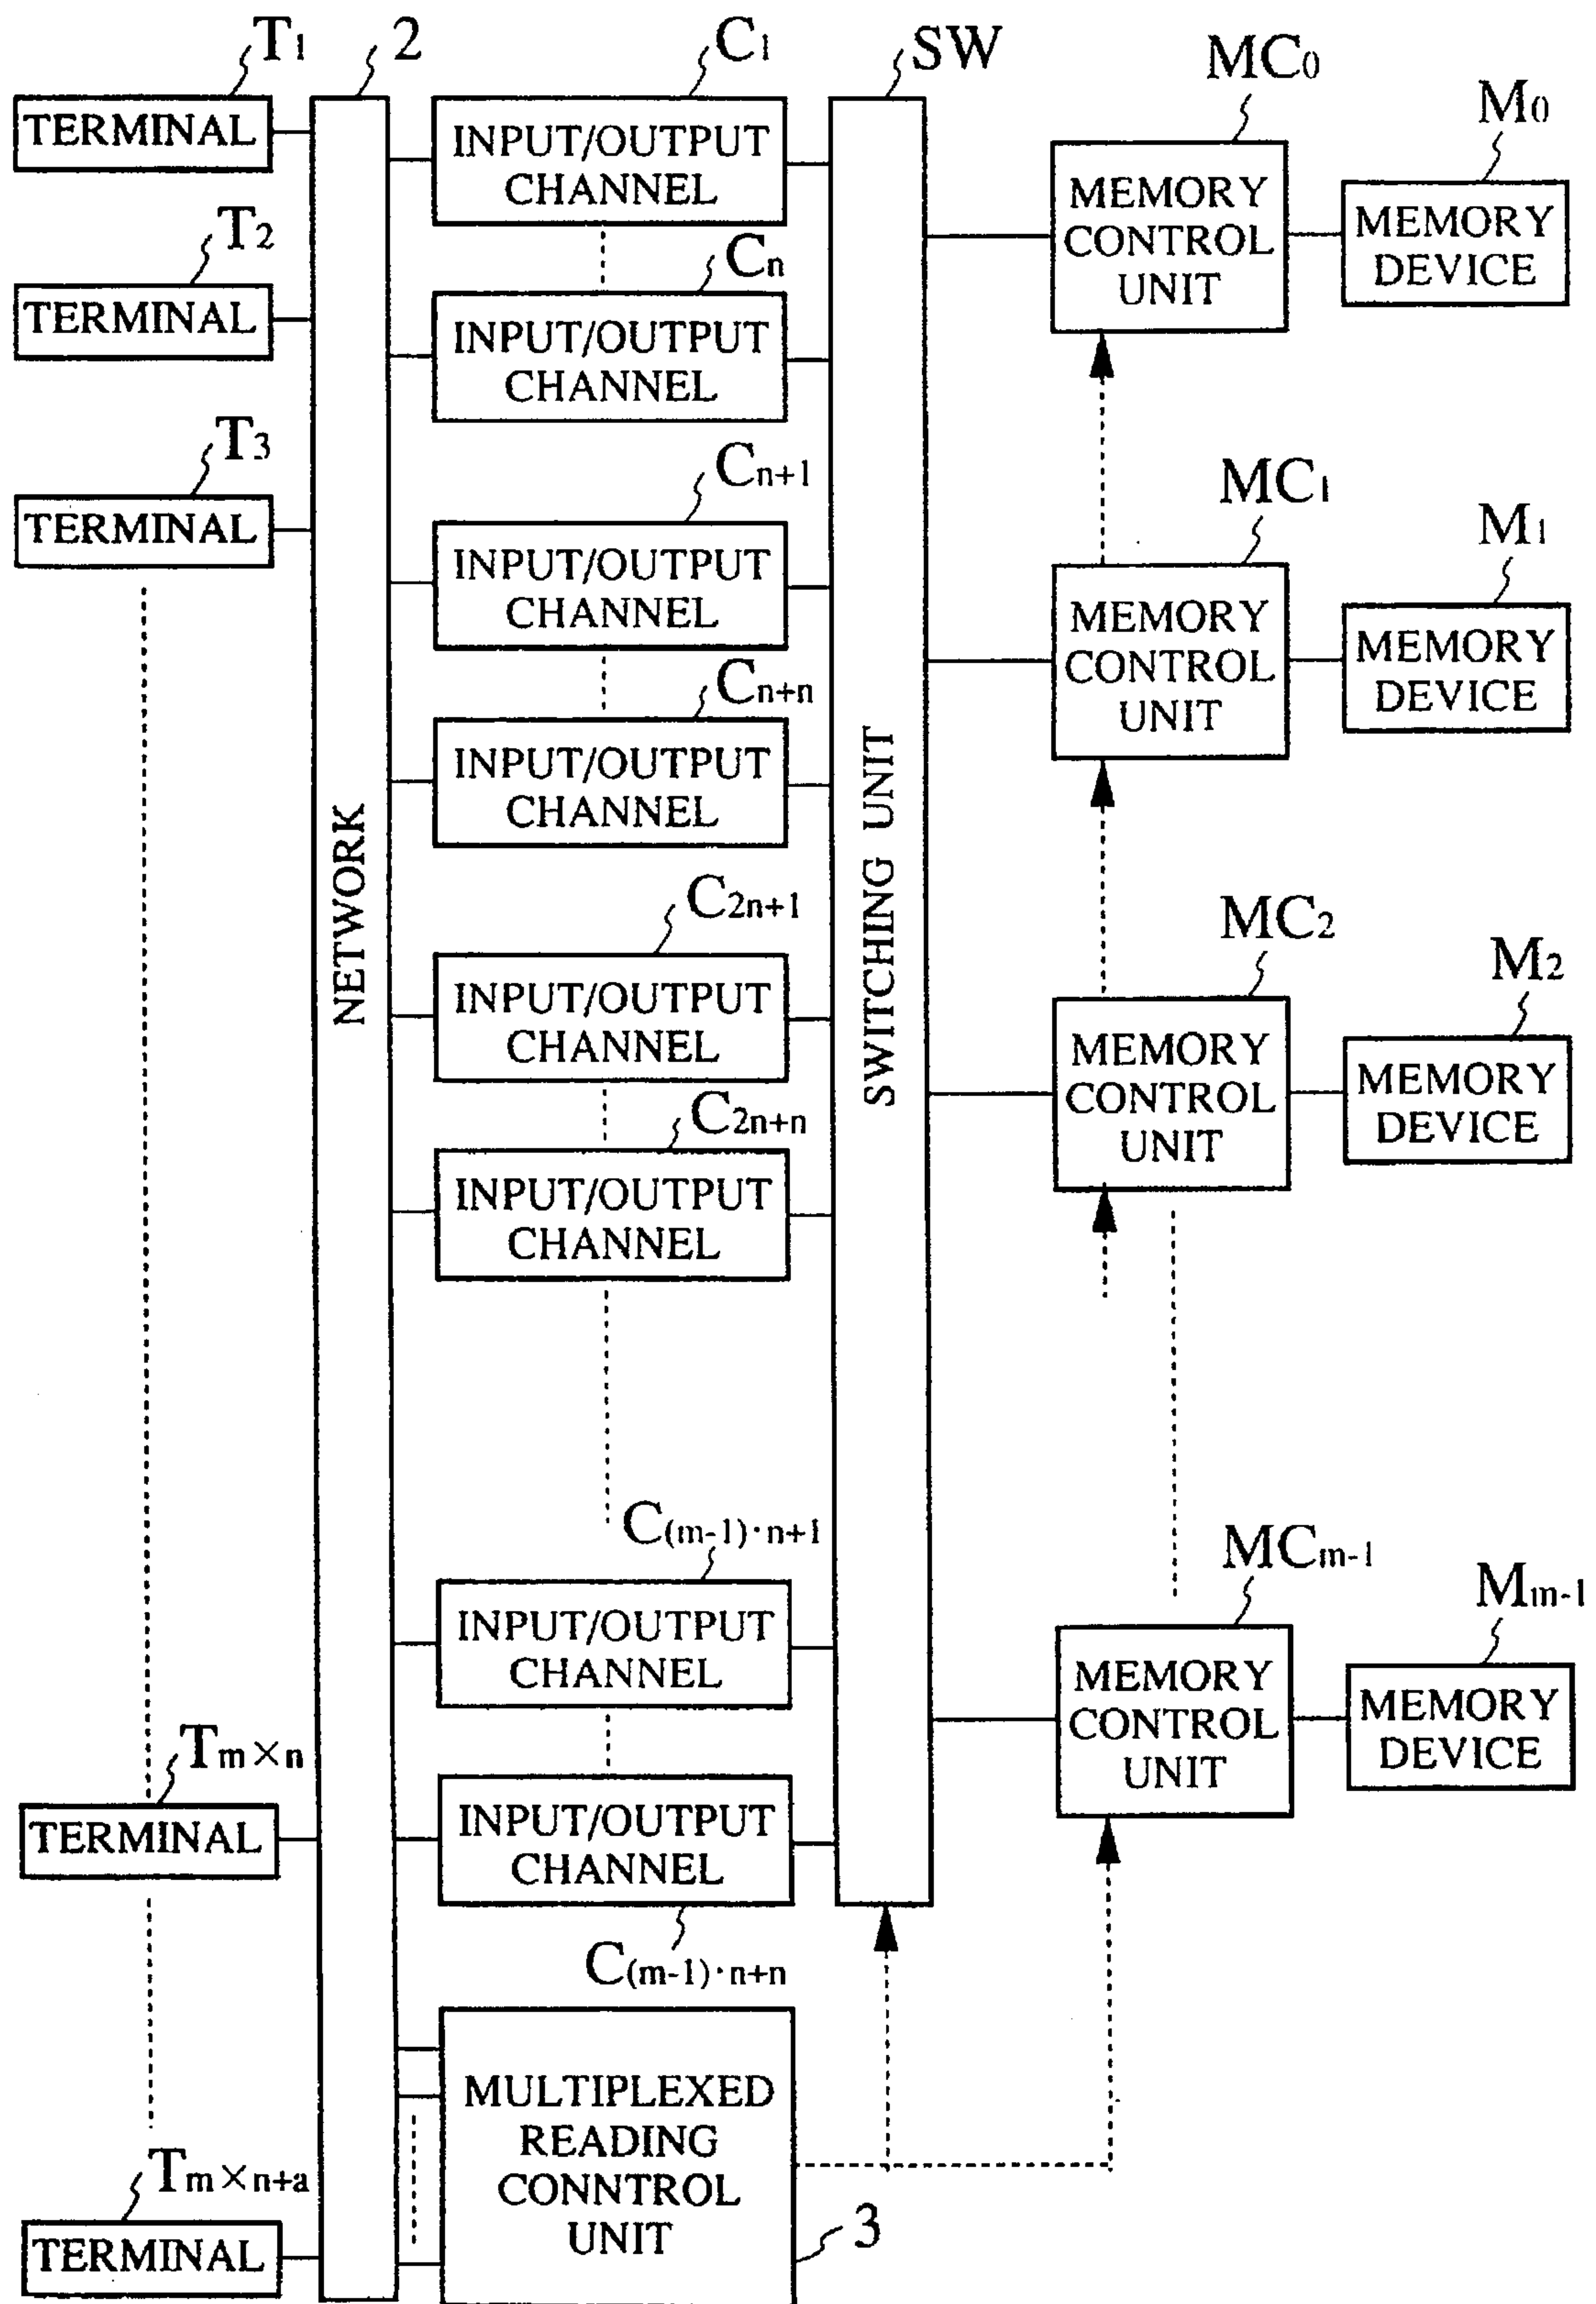 T1
2
C1
SW
MC0
M0
TERMINAL
INPUT/OUTPUT
CHANNEL
MEMORY
CONTROL
UNIT
MEMORY
DEVICE
T2
TERMINAL
Cn
INPUT/OUTPUT
CHANNEL
T3
TERMINAL
Cn+1
INPUT/OUTPUT
CHANNEL
MC1
M1
MEMORY
CONTROL
UNIT
MEMORY
DEVICE
Cn+n
INPUT/OUTPUT
CHANNEL
NETWORK
SWITCHING UNIT
C2n+1
INPUT/OUTPUT
CHANNEL
MC2
M2
MEMORY
CONTROL
UNIT
MEMORY
DEVICE
C2n+n
INPUT/OUTPUT
CHANNEL
C(m-1)·n+1
INPUT/OUTPUT
CHANNEL
MCm-1
Mm-1
MEMORY
CONTROL
UNIT
MEMORY
DEVICE
Tm×n
TERMINAL
INPUT/OUTPUT
CHANNEL
C(m-1)·n+n
MULTIPLEXED
READING
CONNTROL
UNIT
3
Tm×n+a
TERMINAL